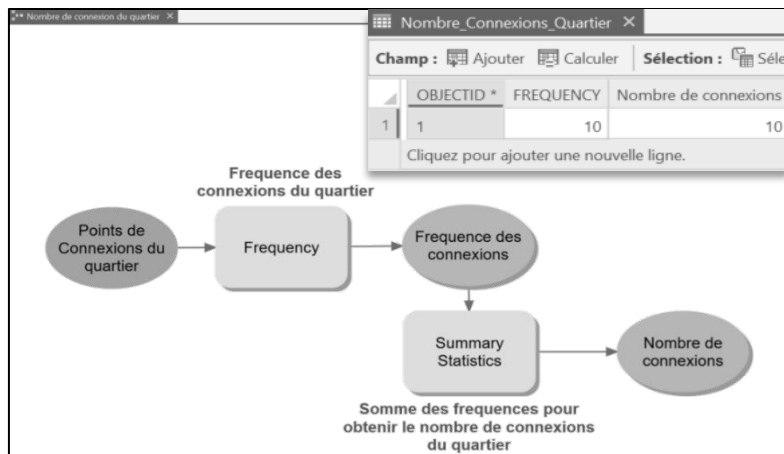 Nombre de connexion du quartier
Nombre_Connexions_Quartier
Champ : Ajouter Calculer Sélection : Séle
OBJECTID * FREQUENCY Nombre de connexions
1 1 10 10
Cliquez pour ajouter une nouvelle ligne.
Frequence des
connexions du quartier
Points de
Connexions du
quartier
Frequency
Frequence des
connexions
Summary
Statistics
Nombre de
connexions
Somme des frequences pour
obtenir le nombre de connexions
du quartier